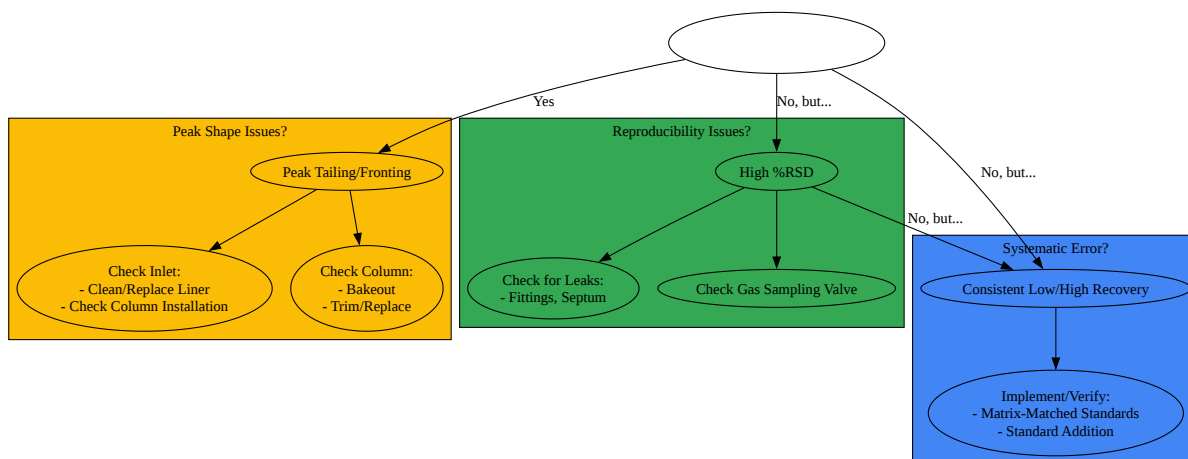 Yes
No, but...
No, but...
No, but...
Peak Shape Issues?
Peak Tailing/Fronting
Check Inlet:
- Clean/Replace Liner
- Check Column Installation
Check Column:
- Bakeout
- Trim/Replace
Reproducibility Issues?
High %RSD
Check for Leaks:
- Fittings, Septum
Check Gas Sampling Valve
Systematic Error?
Consistent Low/High Recovery
Implement/Verify:
- Matrix-Matched Standards
- Standard Addition